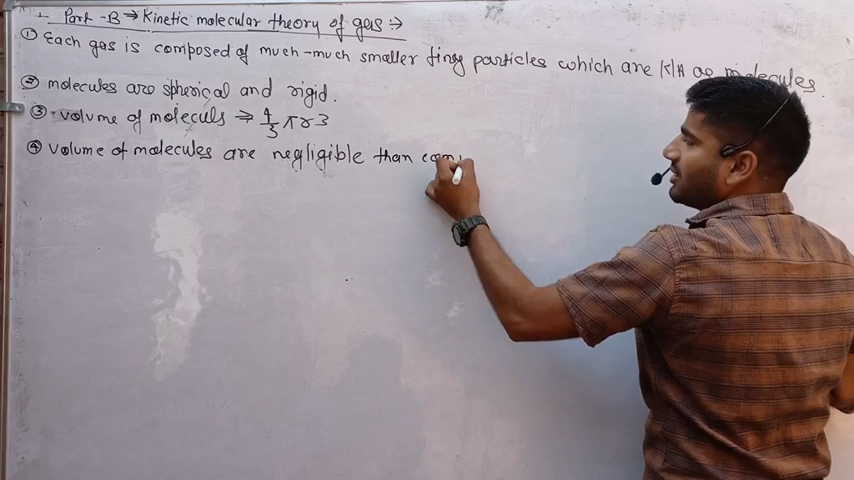 Part-B → Kinetic molecular theory of gas :→
① Each gas is composed of much-much smaller tiny particles which are K/A as molecules.
② molecules are spherical and rigid.
③ volume of moleculs ⇒ 4/3 πr3
④ volume of molecules are negligible than com